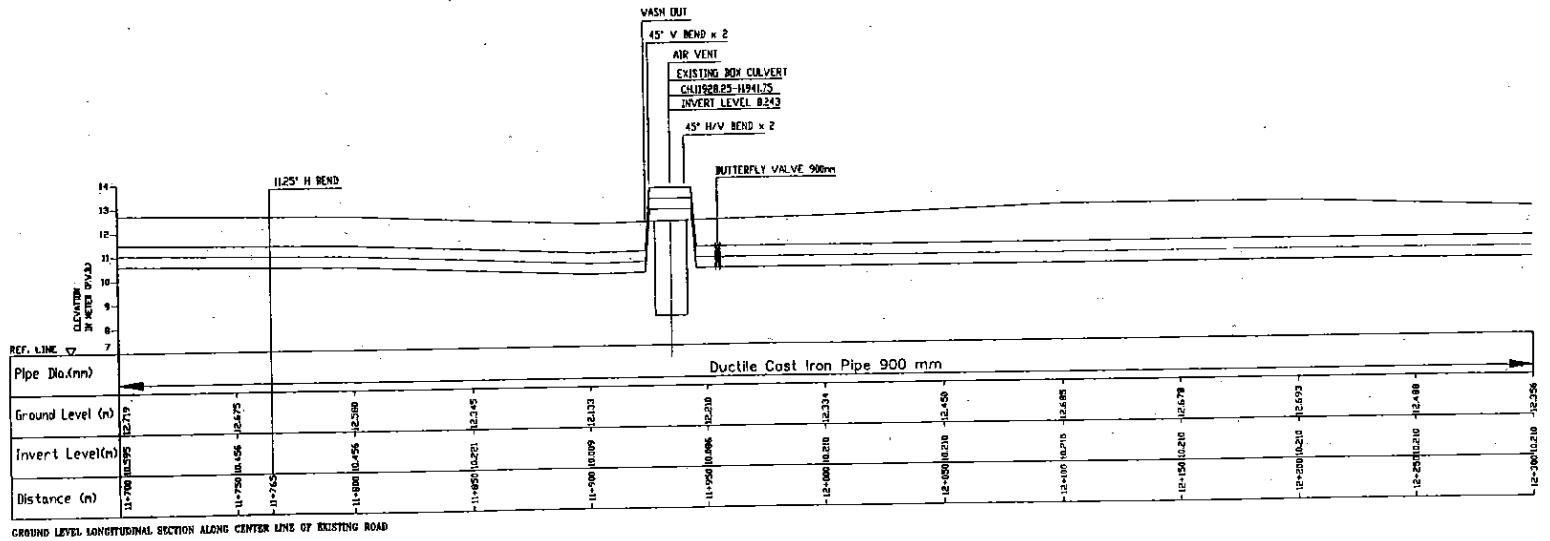 WASH OUT
45° V BEND x 2
AIR VENT
EXISTING BOX CULVERT
CH.11928.25-11941.75
INVERT LEVEL 8.243
45° H/V BEND x 2
BUTTERFLY VALVE 900mm
11.25° H BEND
14
13
12
11
10
9
8
7
ELEVATION
IN METER
REF. LINE
Pipe Dia.(mm)
Ductile Cast Iron Pipe 900 mm
Ground Level (m) 12.719 12.675 12.580 12.345 12.133 12.210 12.334 12.450 12.685 12.679 12.693 12.488 12.356
Invert Level(m) 10.595 10.456 10.456 10.221 10.009 10.086 10.210 10.210 10.210 10.210 10.210 10.210 10.210
Distance (m) 11+700 11+750 11+765 11+800 11+850 11+900 11+950 12+000 12+050 12+100 12+150 12+200 12+250 12+300
GROUND LEVEL LONGITUDINAL SECTION ALONG CENTER LINE OF EXISTING ROAD